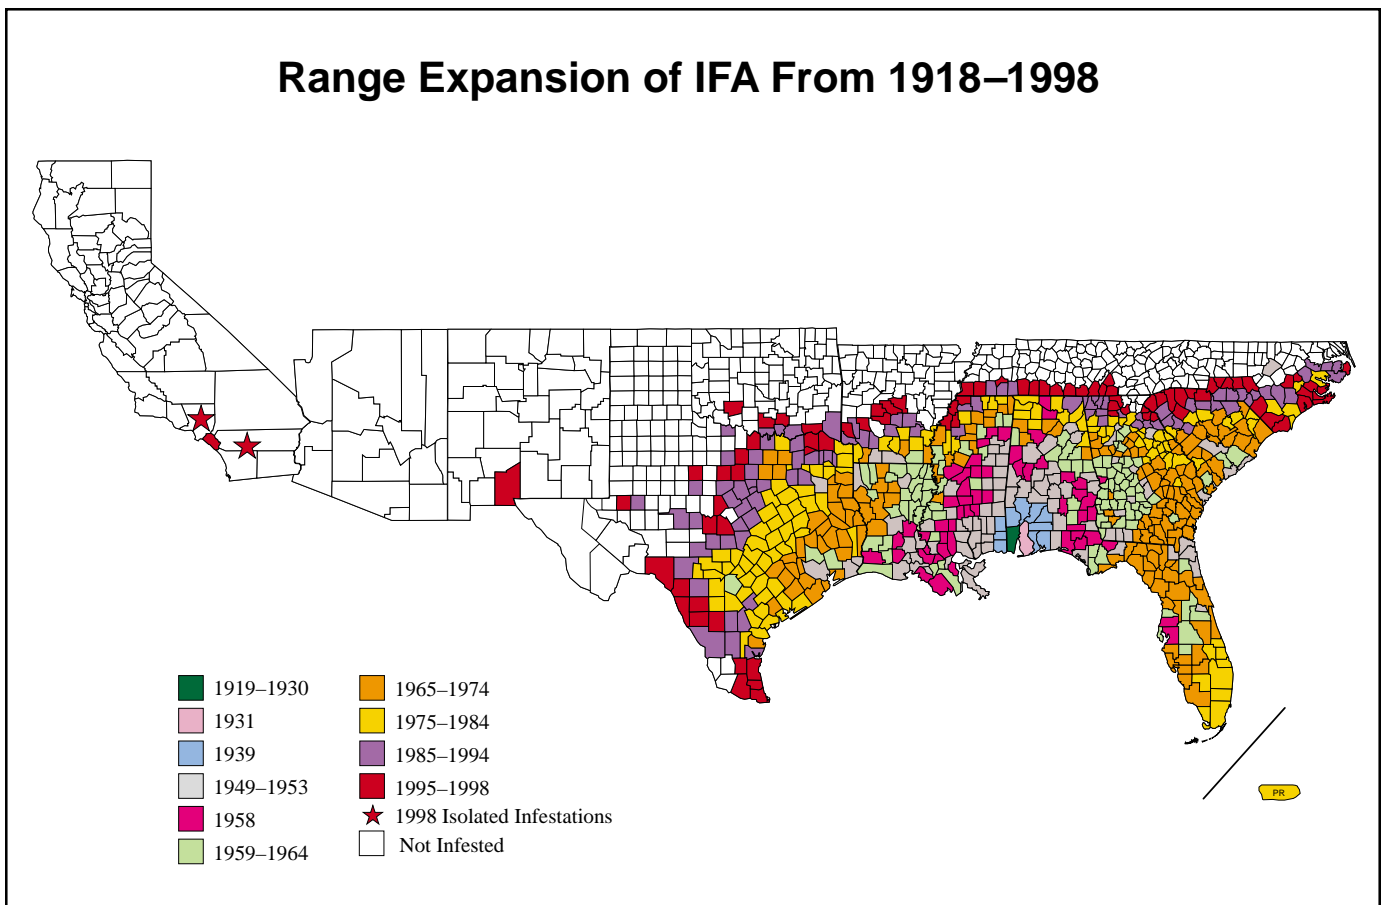 Range Expansion of IFA From 1918–1998
PR
1919–1930
1931
1939
1949–1953
1958
1959–1964
1965–1974
1975–1984
1985–1994
1995–1998
1998 Isolated Infestations
Not Infested